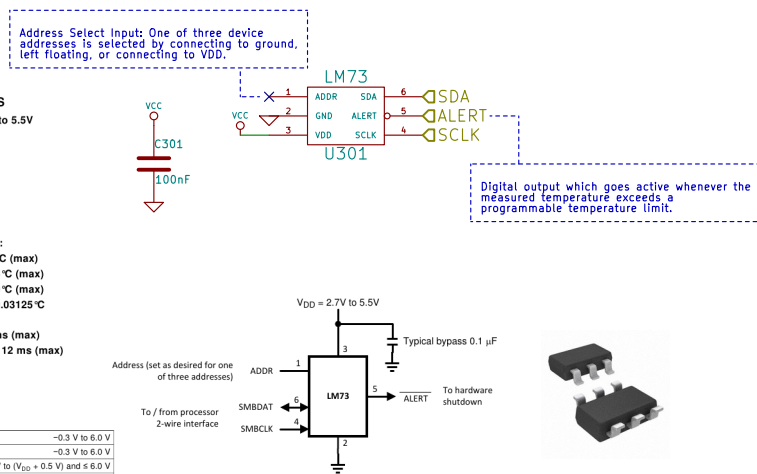 Address Select Input: One of three device
addresses is selected by connecting to ground,
left floating, or connecting to VDD.
LM73
1 ADDR SDA 6 SDA
2 GND ALERT 5 ALERT
VCC 3 VDD SCLK 4 SCLK
U301
VCC
C301
100nF
Digital output which goes active whenever the
measured temperature exceeds a
programmable temperature limit.
S
to 5.5V
:
C (max)
°C (max)
°C (max)
.03125 °C
ns (max)
12 ms (max)
−0.3 V to 6.0 V
−0.3 V to 6.0 V
to (VDD + 0.5 V) and ≤ 6.0 V
VDD = 2.7V to 5.5V
Typical bypass 0.1 μF
3
Address (set as desired for one
of three addresses)
1
ADDR
LM73
5
ALERT
To hardware
shutdown
To / from processor
2-wire interface
6
SMBDAT
4
SMBCLK
2